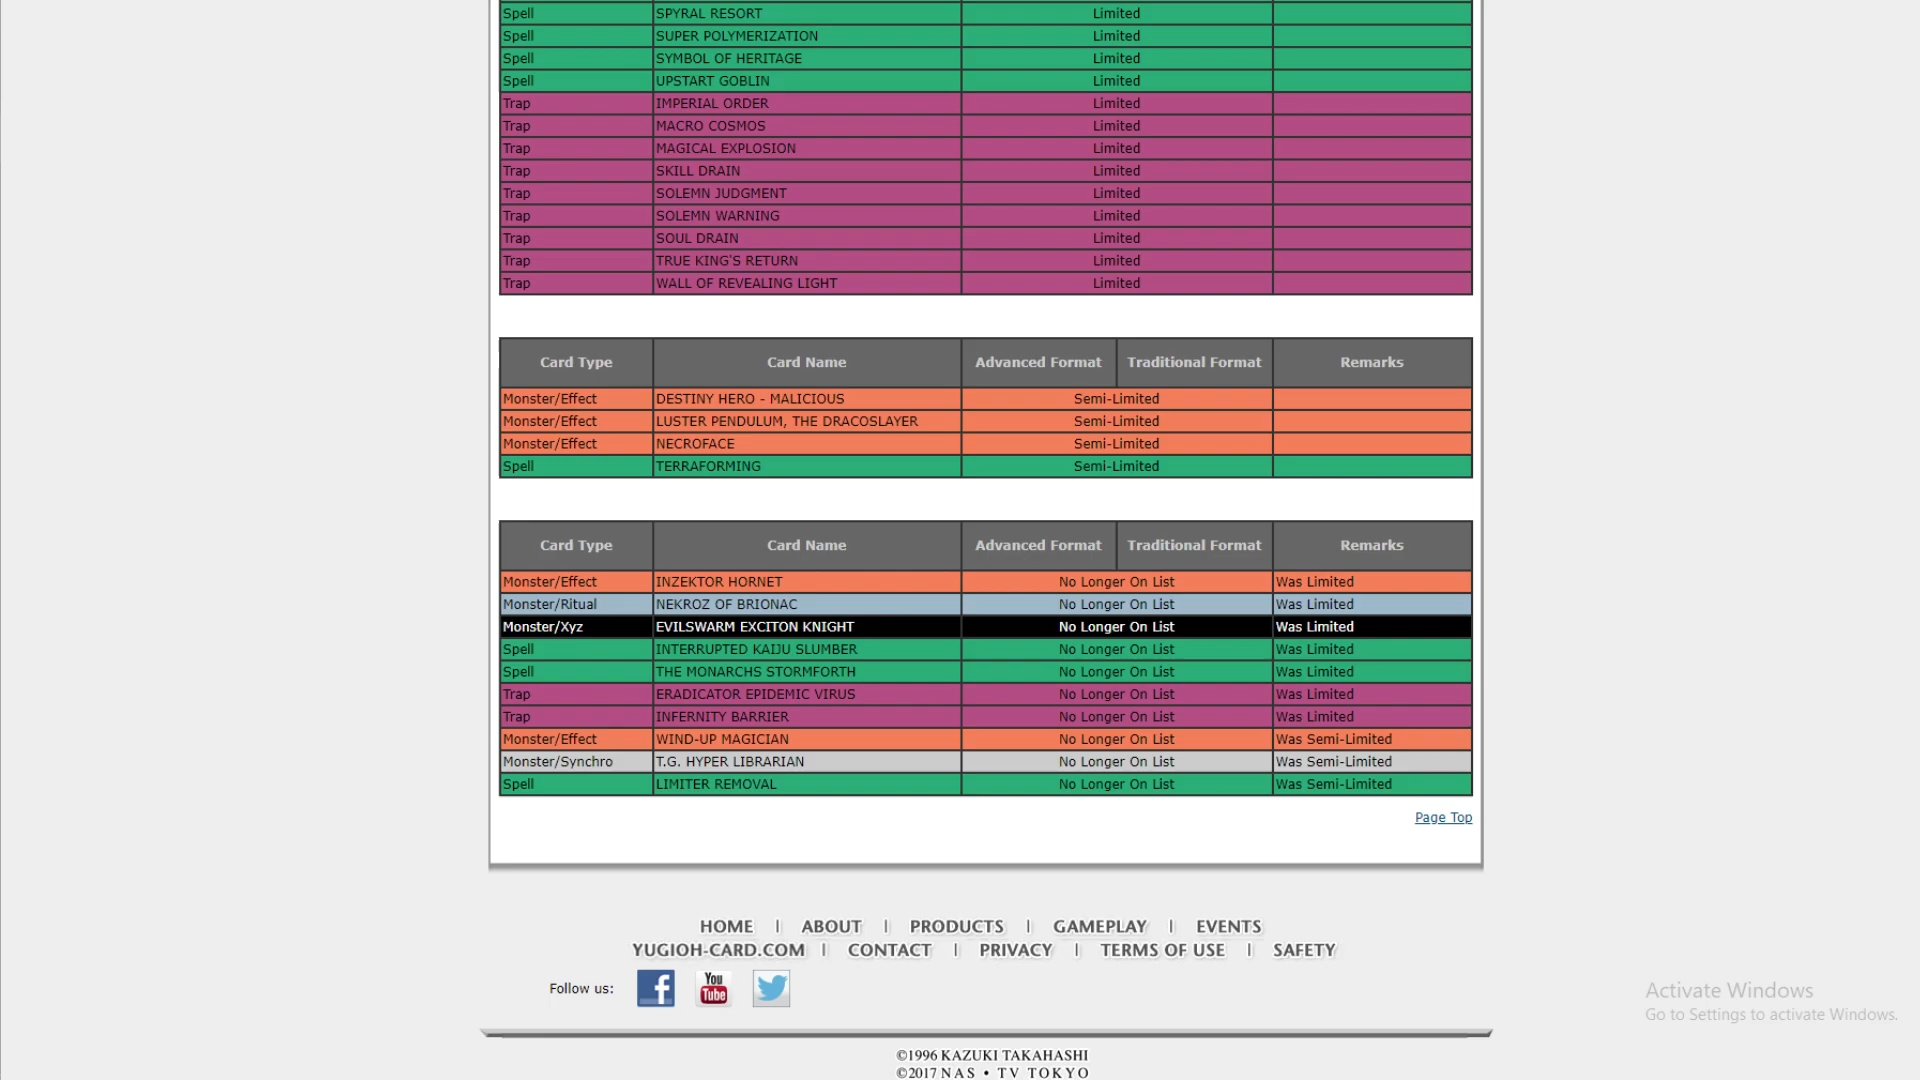 Spell SPYRAL RESORT Limited
Spell SUPER POLYMERIZATION Limited
Spell SYMBOL OF HERITAGE Limited
Spell UPSTART GOBLIN Limited
Trap IMPERIAL ORDER Limited
Trap MACRO COSMOS Limited
Trap MAGICAL EXPLOSION Limited
Trap SKILL DRAIN Limited
Trap SOLEMN JUDGMENT Limited
Trap SOLEMN WARNING Limited
Trap SOUL DRAIN Limited
Trap TRUE KING'S RETURN Limited
Trap WALL OF REVEALING LIGHT Limited
Card Type Card Name Advanced Format Traditional Format Remarks
Monster/Effect DESTINY HERO - MALICIOUS Semi-Limited
Monster/Effect LUSTER PENDULUM, THE DRACOSLAYER Semi-Limited
Monster/Effect NECROFACE Semi-Limited
Spell TERRAFORMING Semi-Limited
Card Type Card Name Advanced Format Traditional Format Remarks
Monster/Effect INZEKTOR HORNET No Longer On List Was Limited
Monster/Ritual NEKROZ OF BRIONAC No Longer On List Was Limited
Monster/Xyz EVILSWARM EXCITON KNIGHT No Longer On List Was Limited
Spell INTERRUPTED KAIJU SLUMBER No Longer On List Was Limited
Spell THE MONARCHS STORMFORTH No Longer On List Was Limited
Trap ERADICATOR EPIDEMIC VIRUS No Longer On List Was Limited
Trap INFERNITY BARRIER No Longer On List Was Limited
Monster/Effect WIND-UP MAGICIAN No Longer On List Was Semi-Limited
Monster/Synchro T.G. HYPER LIBRARIAN No Longer On List Was Semi-Limited
Spell LIMITER REMOVAL No Longer On List Was Semi-Limited
Page Top
HOME | ABOUT | PRODUCTS | GAMEPLAY | EVENTS
YUGIOH-CARD.COM | CONTACT | PRIVACY | TERMS OF USE | SAFETY
Follow us: f You Tube
Activate Windows
Go to Settings to activate Windows.
©1996 KAZUKI TAKAHASHI
©2017 NAS • TV TOKYO